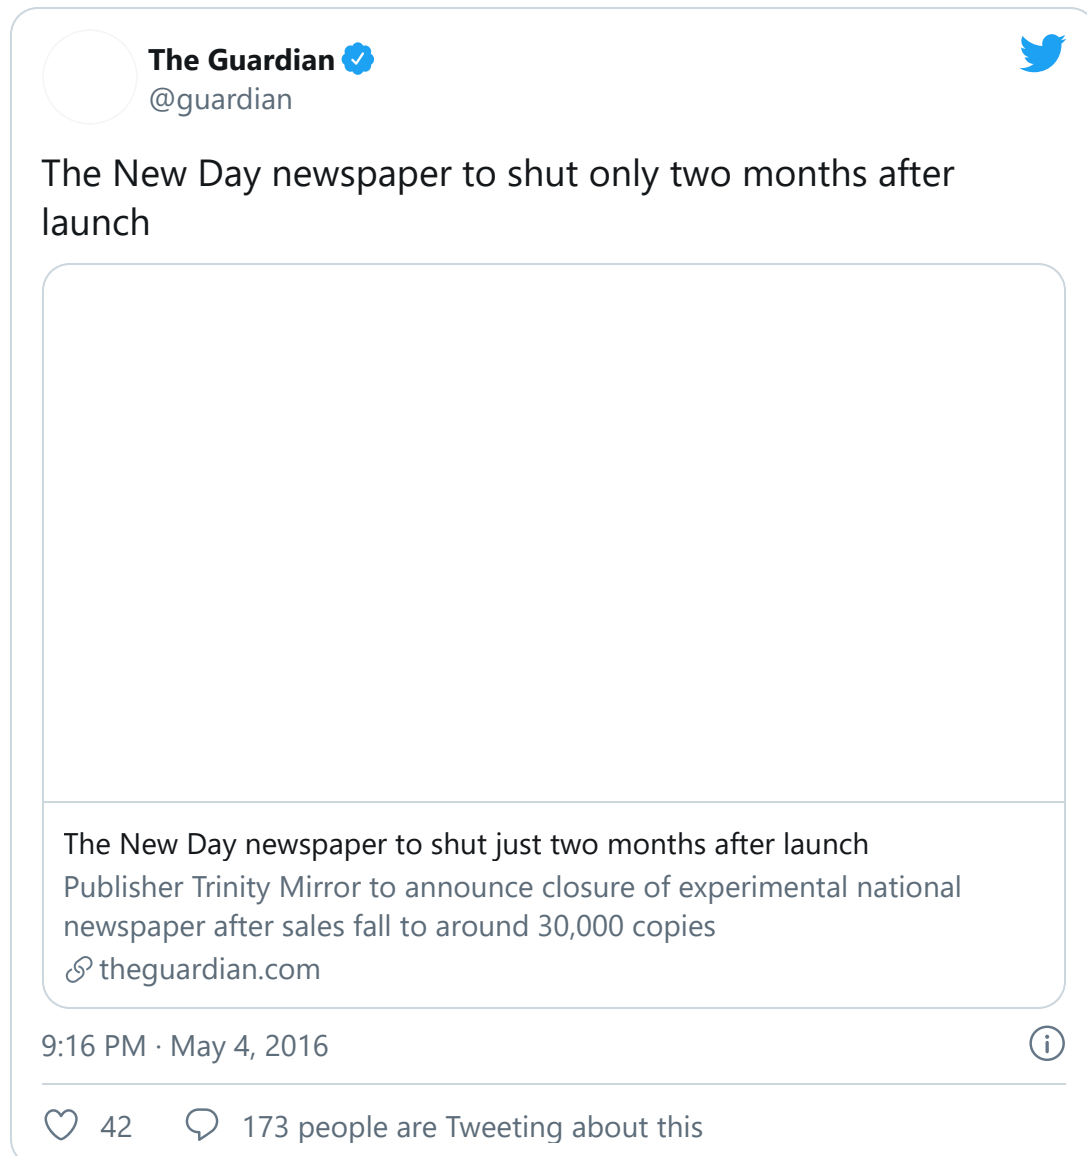 The Guardian
@guardian
The New Day newspaper to shut only two months after
launch
The New Day newspaper to shut just two months after launch
Publisher Trinity Mirror to announce closure of experimental national
newspaper after sales fall to around 30,000 copies
theguardian.com
9:16 PM · May 4, 2016
42 173 people are Tweeting about this